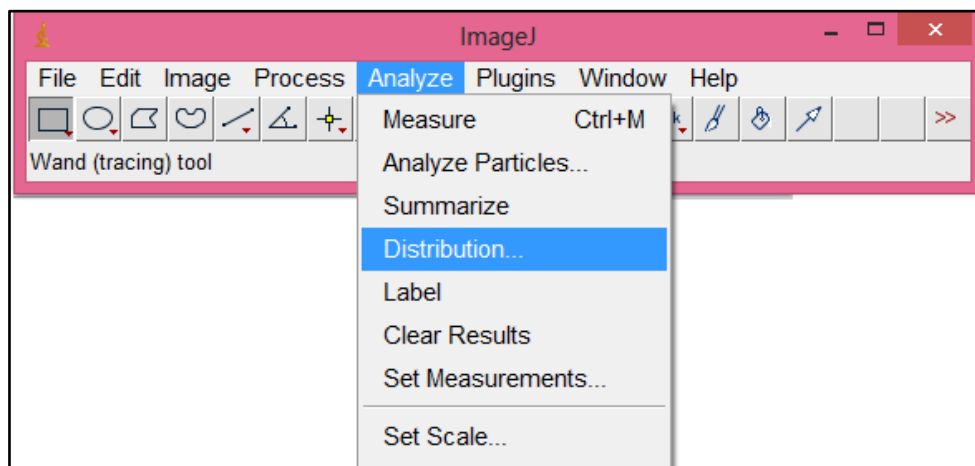 ImageJ
File Edit Image Process Analyze Plugins Window Help
k
>>
Wand (tracing) tool
Measure Ctrl+M
Analyze Particles...
Summarize
Distribution...
Label
Clear Results
Set Measurements...
Set Scale...